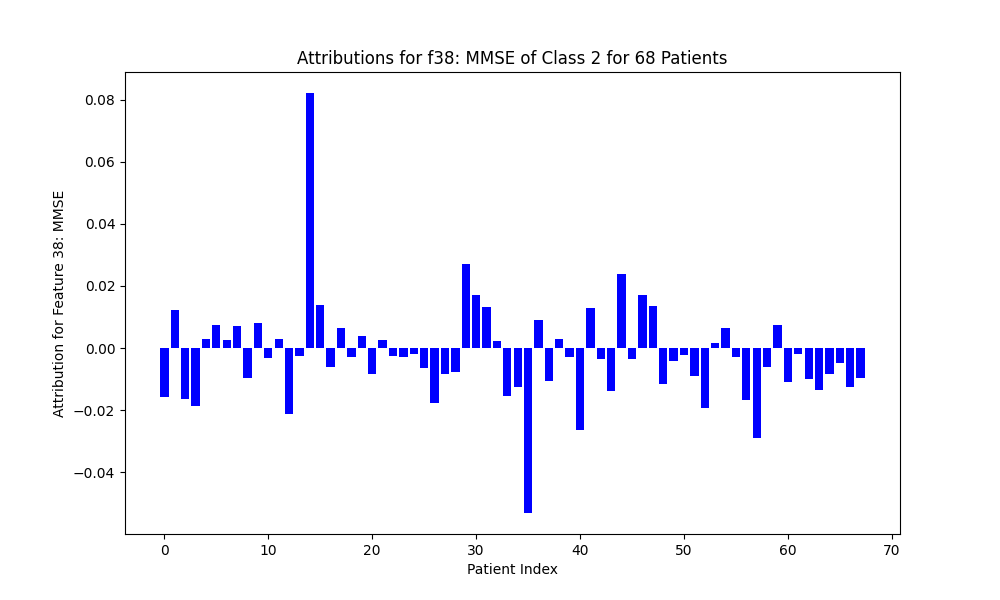 Attributions for f38: MMSE of Class 2 for 68 Patients
Attribution for Feature 38: MMSE
0.08
0.06
0.04
0.02
0.00
−0.02
−0.04
0 10 20 30 40 50 60 70
Patient Index